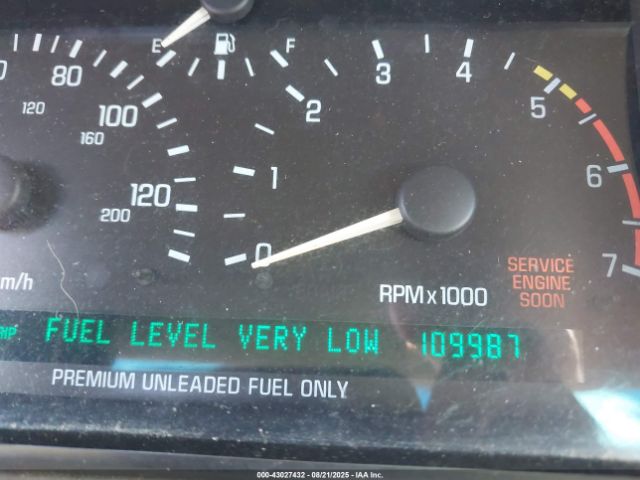 E F
80
100
120
120
160
200
m/h
0
1
2
3
4
5
6
7
RPM x 1000
SERVICE
ENGINE
SOON
FUEL LEVEL VERY LOW 109987
PREMIUM UNLEADED FUEL ONLY
000-43027432 - 08/21/2025 - IAA Inc.